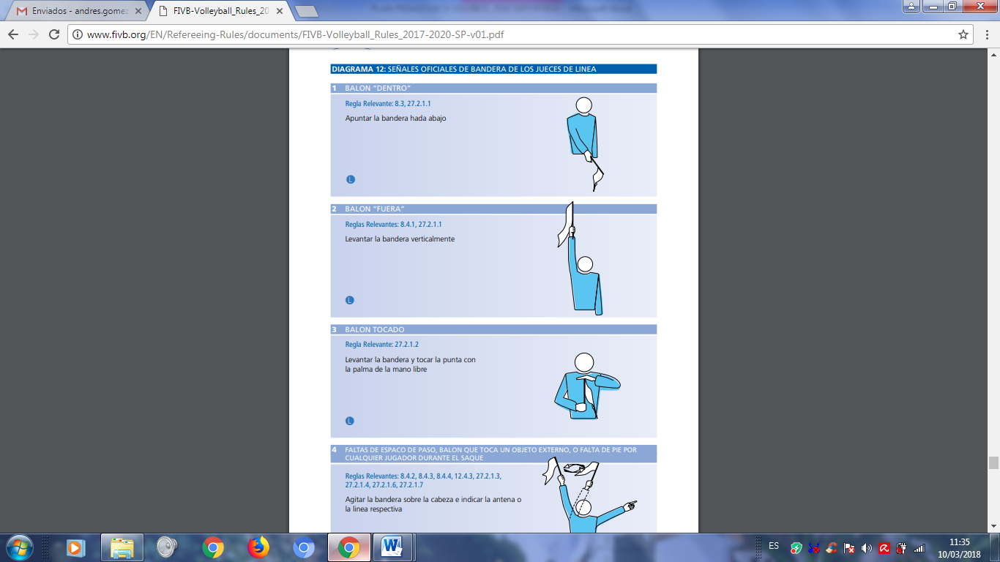 Enviados - andres.gomez
FIVB-Volleyball_Rules_20
www.fivb.org/EN/Refereeing-Rules/documents/FIVB-Volleyball_Rules_2017-2020-SP-v01.pdf
DIAGRAMA 12: SEÑALES OFICIALES DE BANDERA DE LOS JUECES DE LINEA
1 BALON "DENTRO"
Regla Relevante: 8.3, 27.2.1.1
Apuntar la bandera hada abajo
L
2 BALON "FUERA"
Reglas Relevantes: 8.4.1, 27.2.1.1
Levantar la bandera verticalmente
L
3 BALON TOCADO
Regla Relevante: 27.2.1.2
Levantar la bandera y tocar la punta con
la palma de la mano libre
L
4 FALTAS DE ESPACO DE PASO, BALON QUE TOCA UN OBJETO EXTERNO, O FALTA DE PIE POR
CUALQUIER JUGADOR DURANTE EL SAQUE
Reglas Relevantes: 8.4.2, 8.4.3, 8.4.4, 12.4.3, 27.2.1.3,
27.2.1.4, 27.2.1.6, 27.2.1.7
Agitar la bandera sobre la cabeza e indicar la antena o
la linea respectiva
ES
11:35
10/03/2018